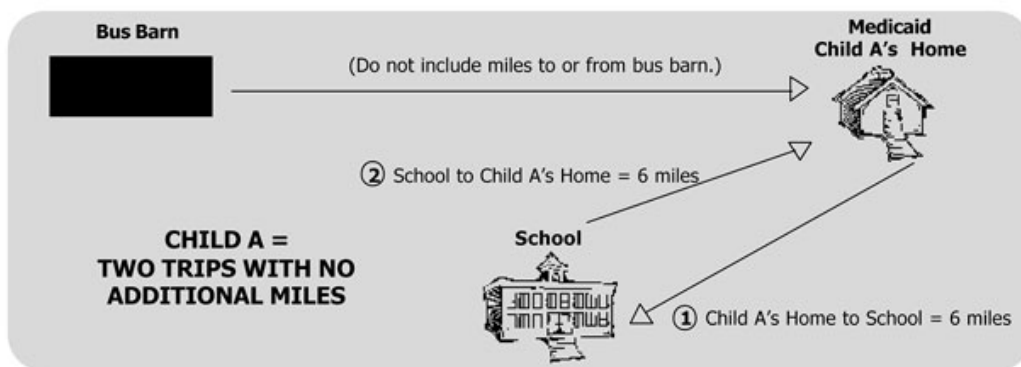 Bus Barn
Medicaid
Child A's Home
(Do not include miles to or from bus barn.)
② School to Child A's Home = 6 miles
CHILD A =
TWO TRIPS WITH NO
ADDITIONAL MILES
School
① Child A's Home to School = 6 miles